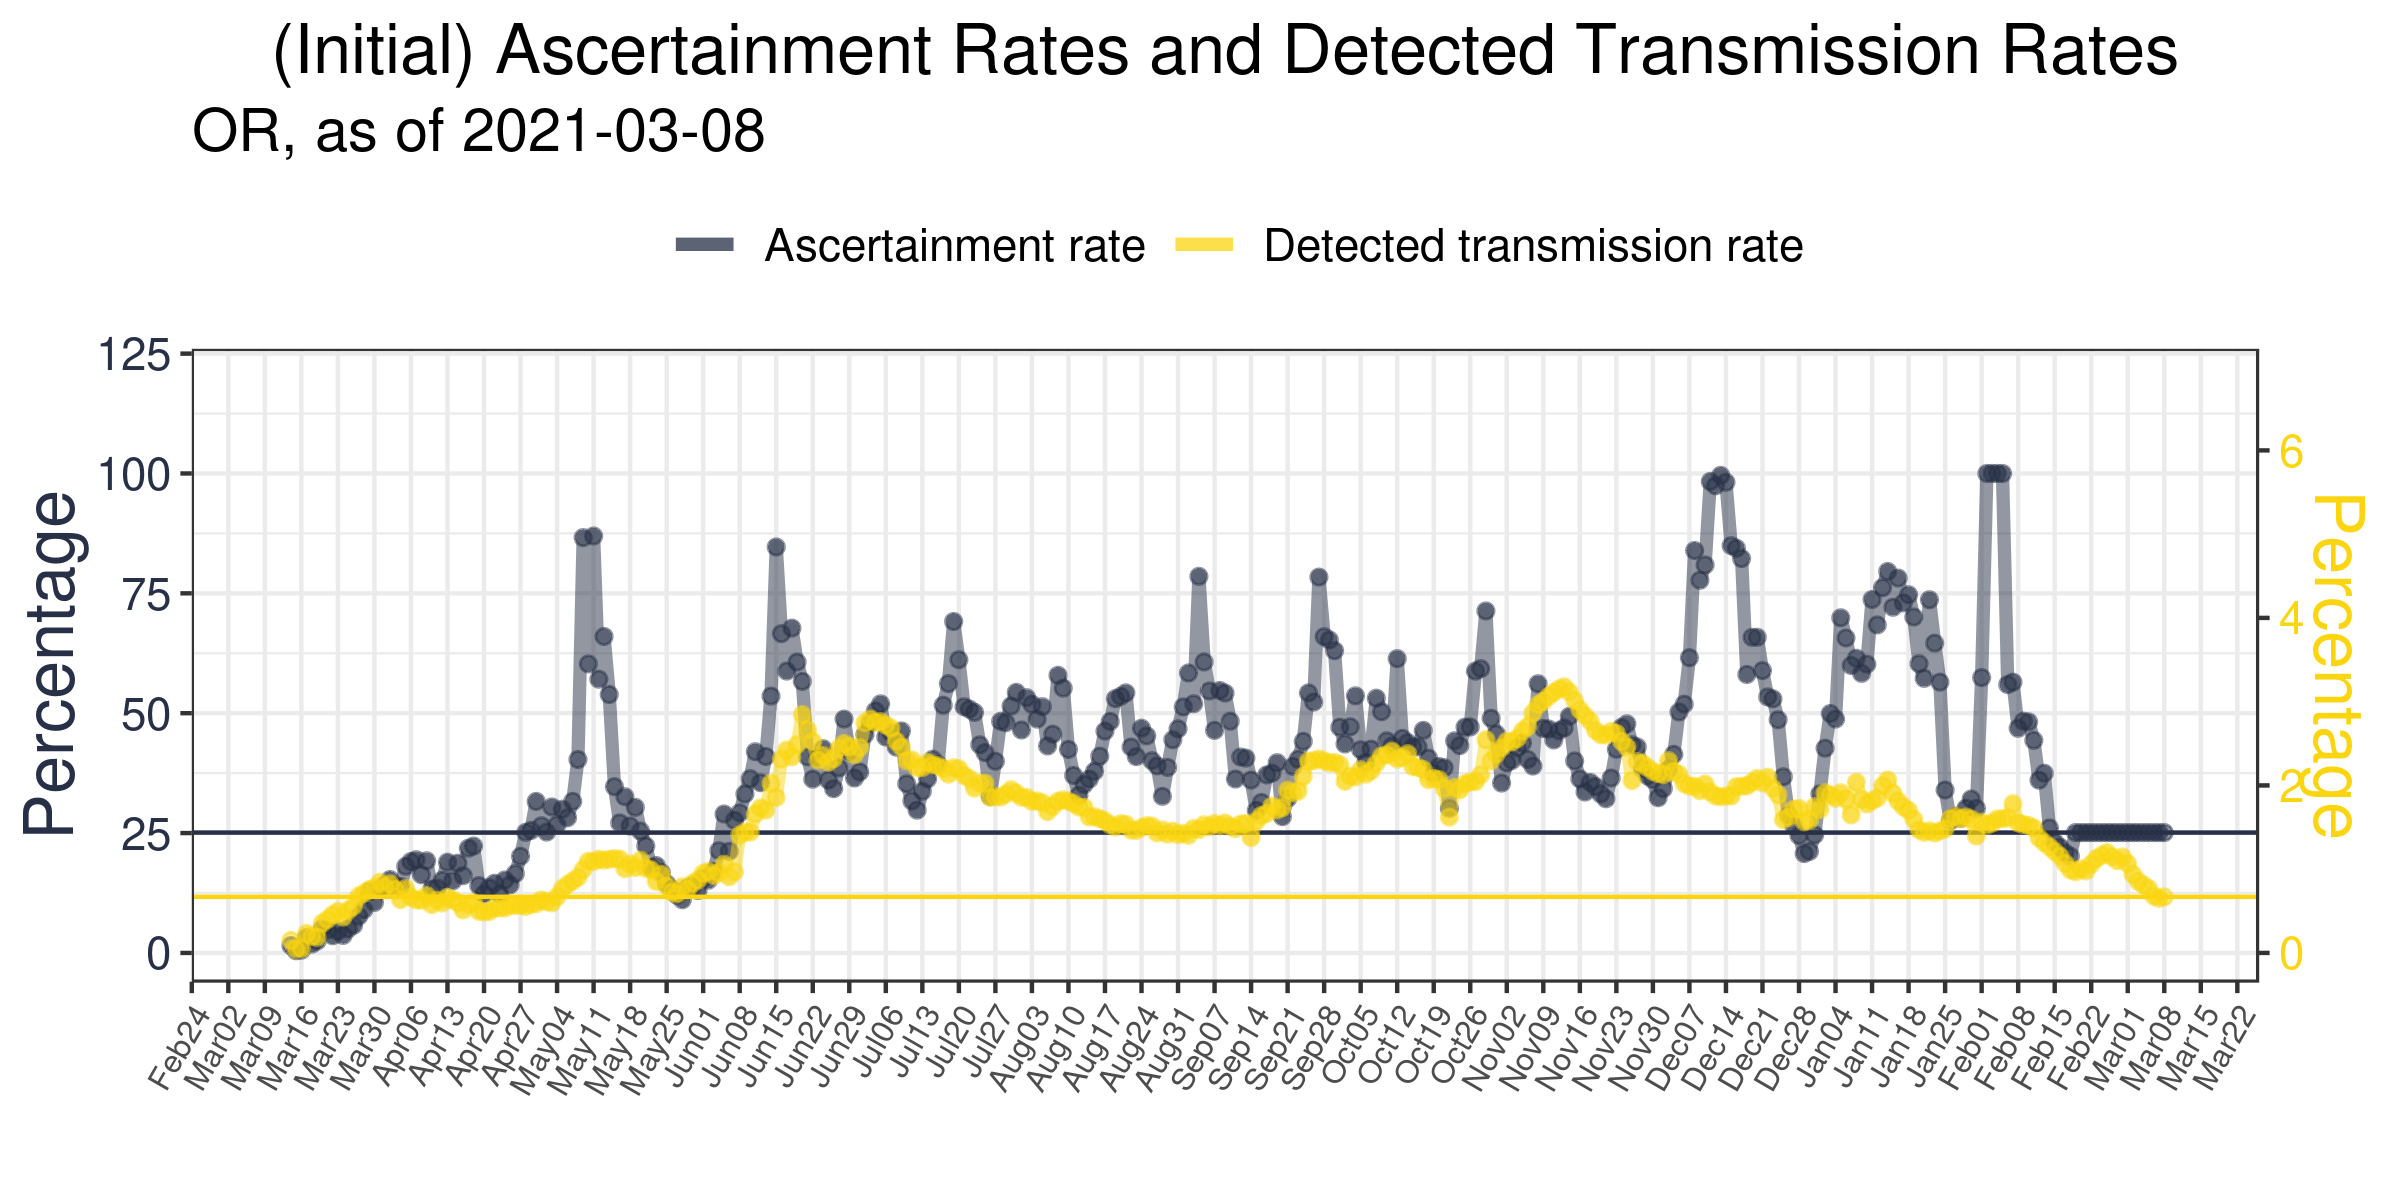 (Initial) Ascertainment Rates and Detected Transmission Rates
OR, as of 2021-03-08
Ascertainment rate
Detected transmission rate
Percentage
125
100
75
50
25
0
6
4
2
0
Percentage
Feb24
Mar02
Mar09
Mar16
Mar23
Mar30
Apr06
Apr13
Apr20
Apr27
May04
May11
May18
May25
Jun01
Jun08
Jun15
Jun22
Jun29
Jul06
Jul13
Jul20
Jul27
Aug03
Aug10
Aug17
Aug24
Aug31
Sep07
Sep14
Sep21
Sep28
Oct05
Oct12
Oct19
Oct26
Nov02
Nov09
Nov16
Nov23
Nov30
Dec07
Dec14
Dec21
Dec28
Jan04
Jan11
Jan18
Jan25
Feb01
Feb08
Feb15
Feb22
Mar01
Mar08
Mar15
Mar22